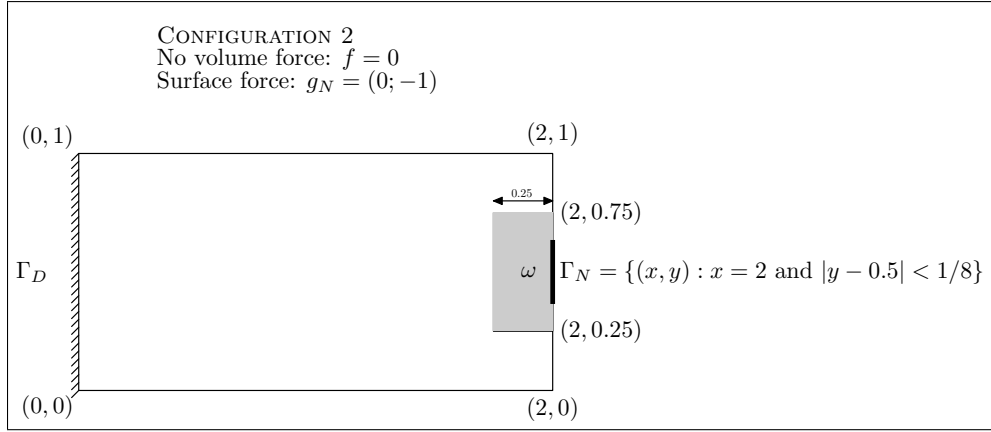 CONFIGURATION 2
No volume force: f = 0
Surface force: g_N = (0; −1)
(0, 1)
(2, 1)
0.25
(2, 0.75)
Γ_D
ω
Γ_N = {(x, y) : x = 2 and |y − 0.5| < 1/8}
(2, 0.25)
(0, 0)
(2, 0)